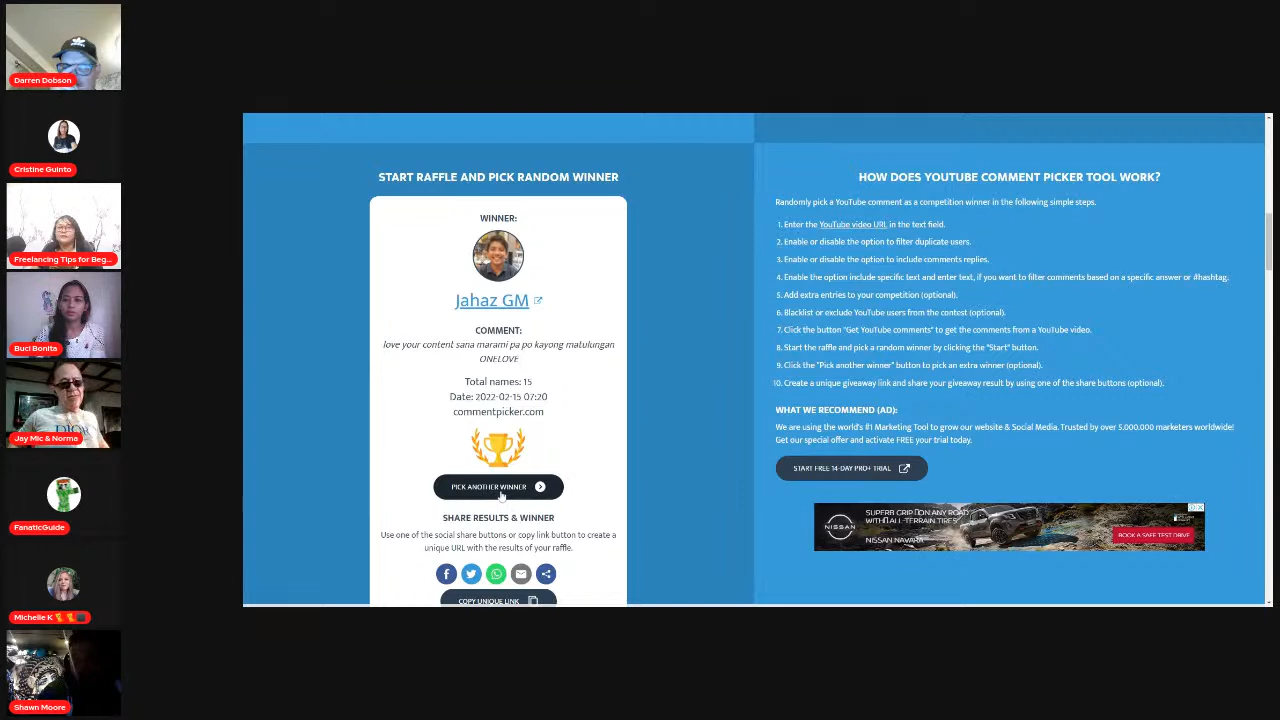 Darren Dobson
Cristine Guinto
Freelancing Tips for Beg...
Buci Bonita
Jay Mic & Norma
FanaticGuide
Michelle K
Shawn Moore
START RAFFLE AND PICK RANDOM WINNER
WINNER:
Jahaz GM
COMMENT:
love your content sana marami pa po kayong matulungan
ONELOVE
Total names: 15
Date: 2022-02-15 07:20
commentpicker.com
PICK ANOTHER WINNER
SHARE RESULTS & WINNER
Use one of the social share buttons or copy link button to create a
unique URL with the results of your raffle.
COPY UNIQUE LINK
HOW DOES YOUTUBE COMMENT PICKER TOOL WORK?
Randomly pick a YouTube comment as a competition winner in the following simple steps.
1. Enter the YouTube video URL in the text field.
2. Enable or disable the option to filter duplicate users.
3. Enable or disable the option to include comments replies.
4. Enable the option include specific text and enter text, if you want to filter comments based on a specific answer or #hashtag.
5. Add extra entries to your competition (optional).
6. Blacklist or exclude YouTube users from the contest (optional).
7. Click the button "Get YouTube comments" to get the comments from a YouTube video.
8. Start the raffle and pick a random winner by clicking the "Start" button.
9. Click the "Pick another winner" button to pick an extra winner (optional).
10. Create a unique giveaway link and share your giveaway result by using one of the share buttons (optional).
WHAT WE RECOMMEND (AD):
We are using the world's #1 Marketing Tool to grow our website & Social Media. Trusted by over 5.000.000 marketers worldwide!
Get our special offer and activate FREE your trial today.
START FREE 14-DAY PRO+ TRIAL
NISSAN
SUPERB GRIP ON ANY ROAD
WITH ALL-TERRAIN TIRES
NISSAN NAVARA
BOOK A SAFE TEST DRIVE